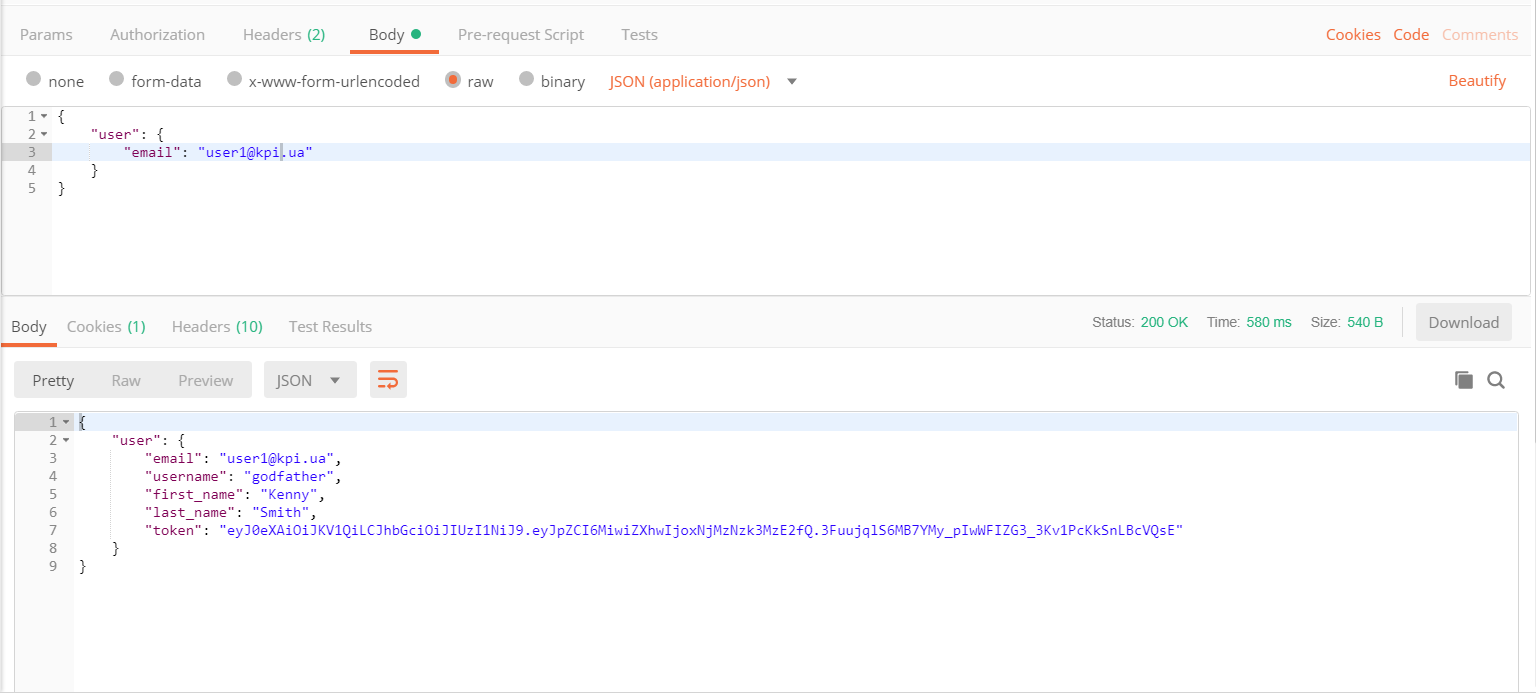 Params Authorization Headers (2) Body Pre-request Script Tests Cookies Code Comments
none form-data x-www-form-urlencoded raw binary JSON (application/json) Beautify
1 {
2 "user": {
3 "email": "user1@kpi.ua"
4 }
5 }
Body Cookies (1) Headers (10) Test Results Status: 200 OK Time: 580 ms Size: 540 B Download
Pretty Raw Preview JSON
1 {
2 "user": {
3 "email": "user1@kpi.ua",
4 "username": "godfather",
5 "first_name": "Kenny",
6 "last_name": "Smith",
7 "token": "eyJ0eXAiOiJKV1QiLCJhbGciOiJIUzI1NiJ9.eyJpZCI6MiwiZXhwIjoxNjMzNzk3MzE2fQ.3FuujqlS6MB7YMy_pIwWFIZG3_3Kv1PcKkSnLBcVQsE"
8 }
9 }